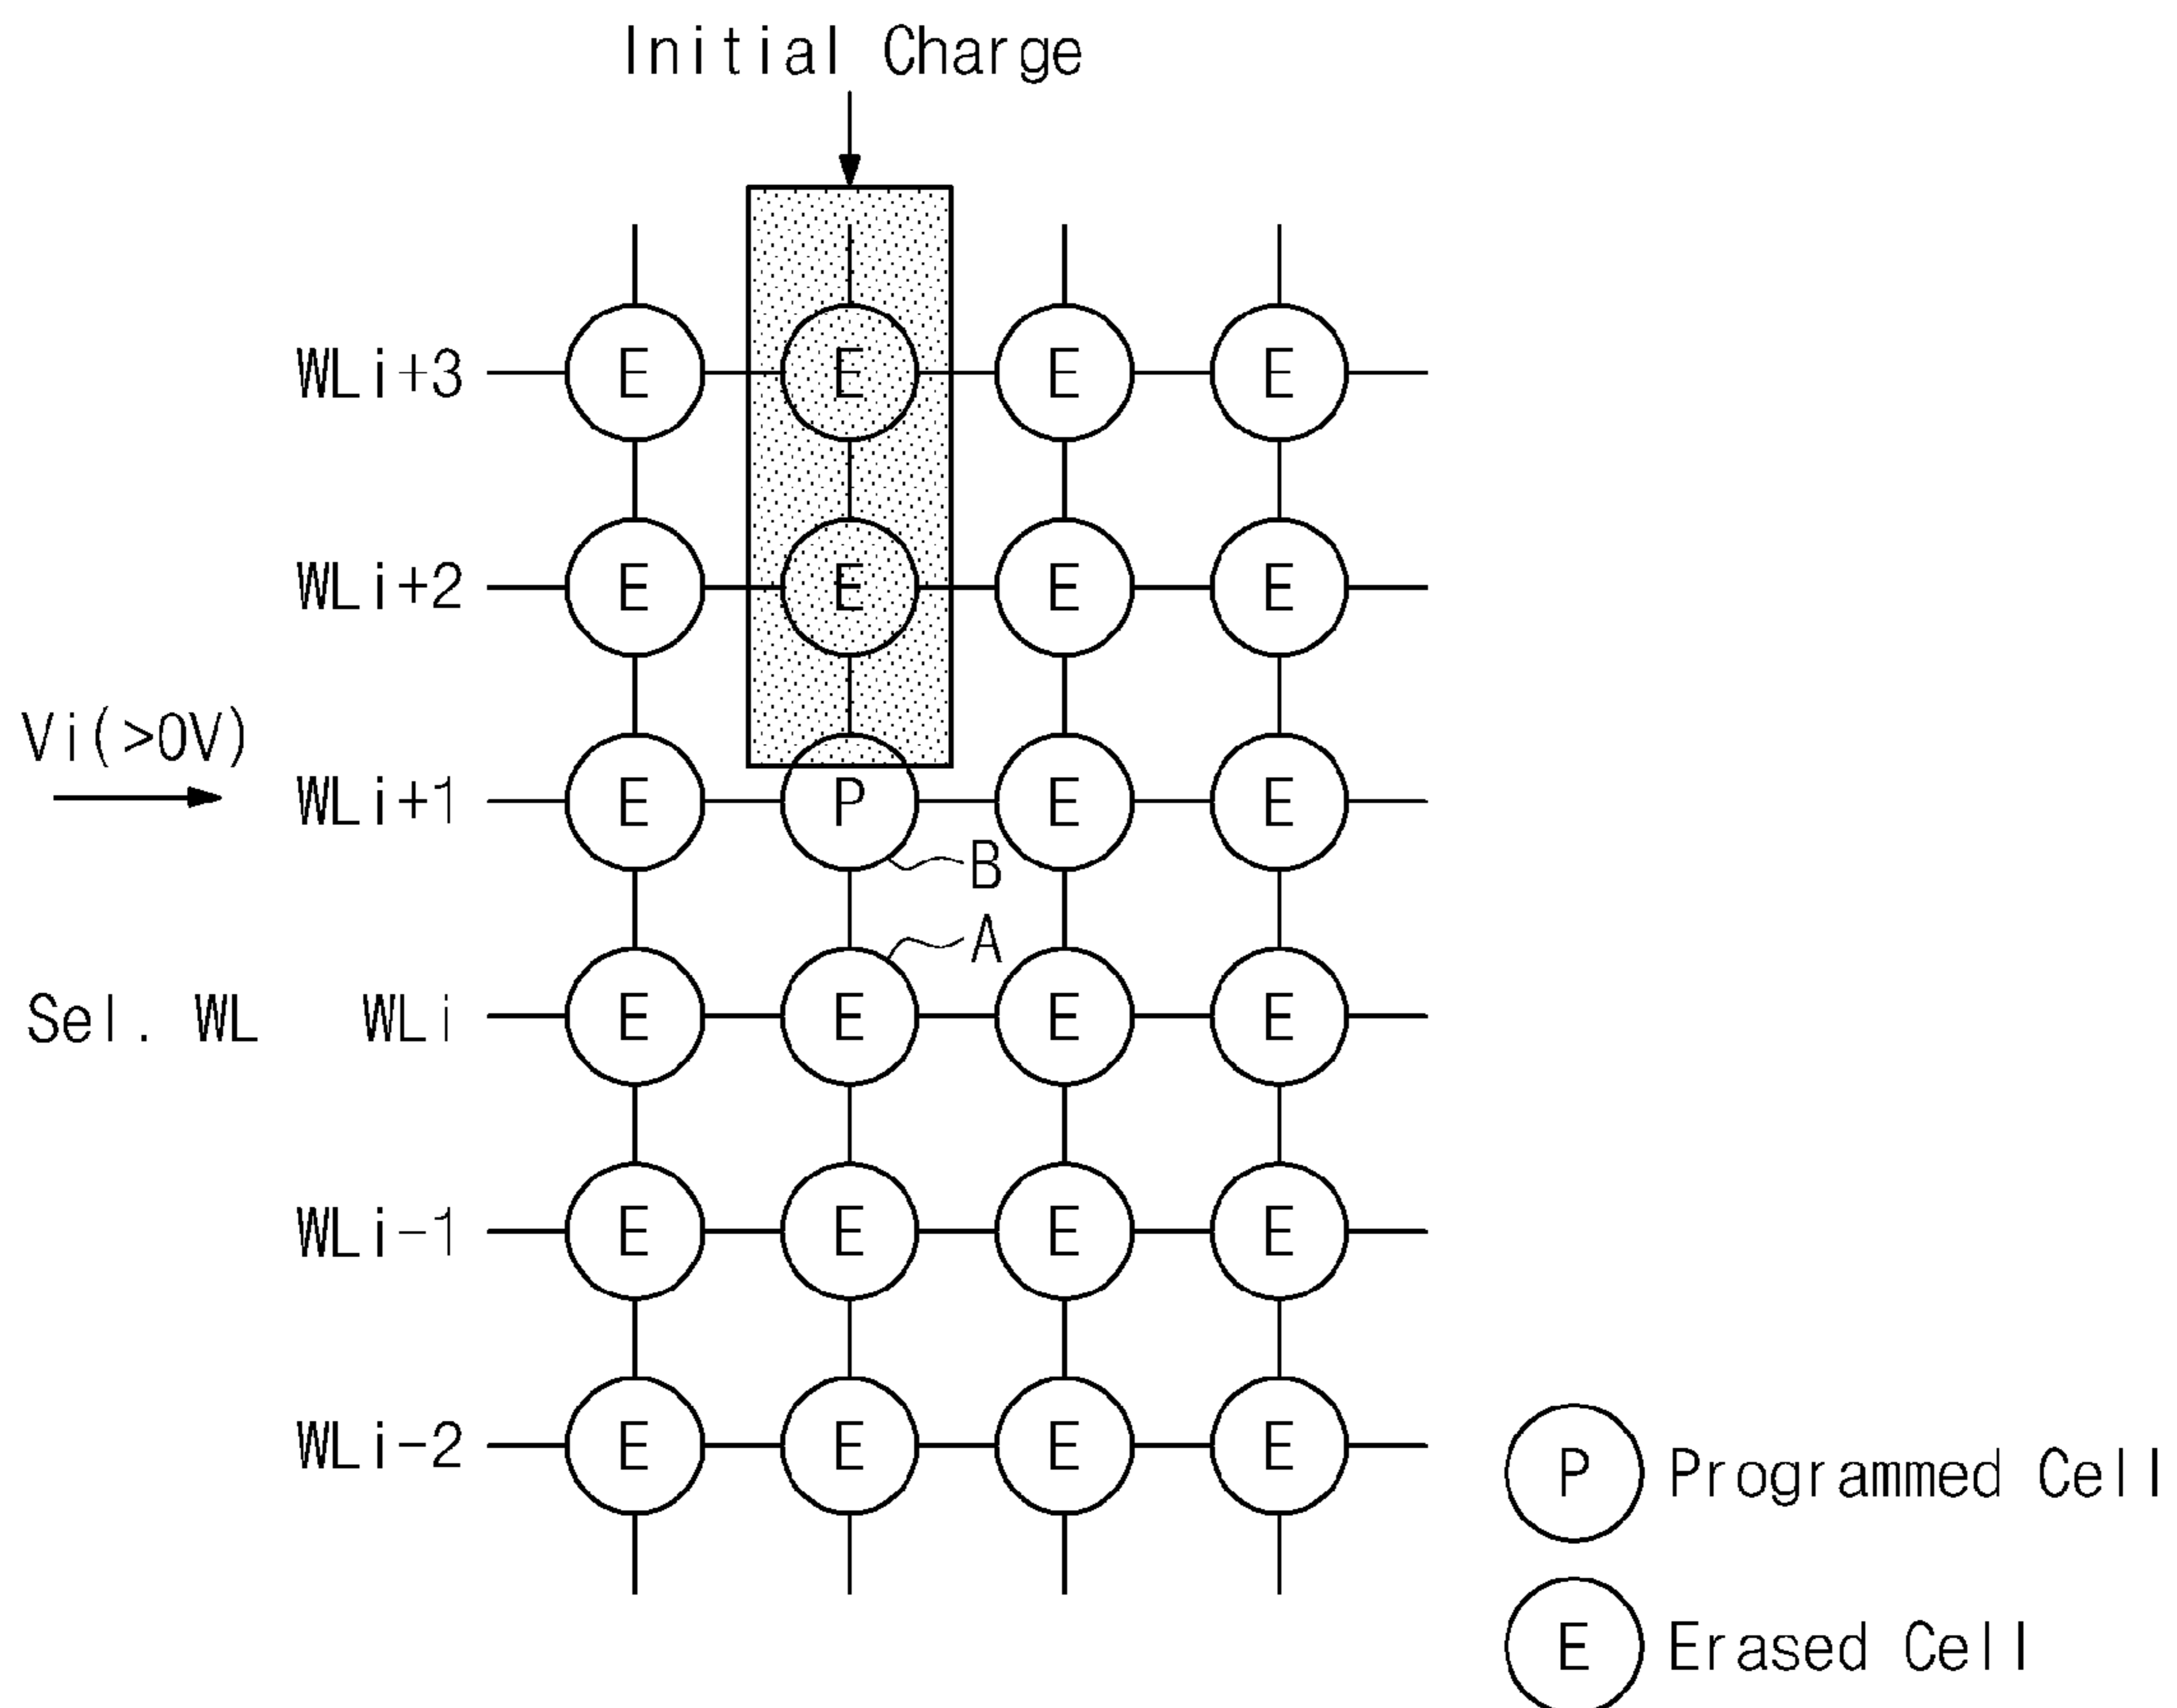 Initial Charge
WLi+3 E E E E
WLi+2 E E E E
Vi(>0V)
WLi+1 E P E E
B
A
Sel. WL WLi E E E E
WLi-1 E E E E
WLi-2 E E E E
P Programmed Cell
E Erased Cell